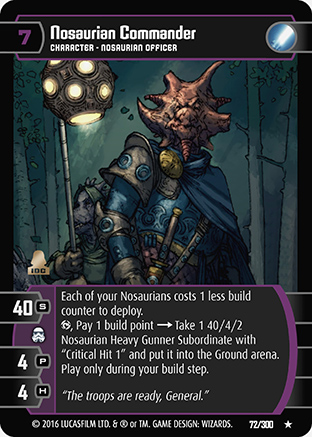 7
Nosaurian Commander
CHARACTER - NOSAURIAN OFFICER
IDC
40 S
4 P
4 H
Each of your Nosaurians costs 1 less build
counter to deploy.
, Pay 1 build point → Take 1 40/4/2
Nosaurian Heavy Gunner Subordinate with
“Critical Hit 1” and put it into the Ground arena.
Play only during your build step.
“The troops are ready, General.”
© 2016 LUCASFILM LTD. & ® or TM. GAME DESIGN: WIZARDS. 72/300 ★